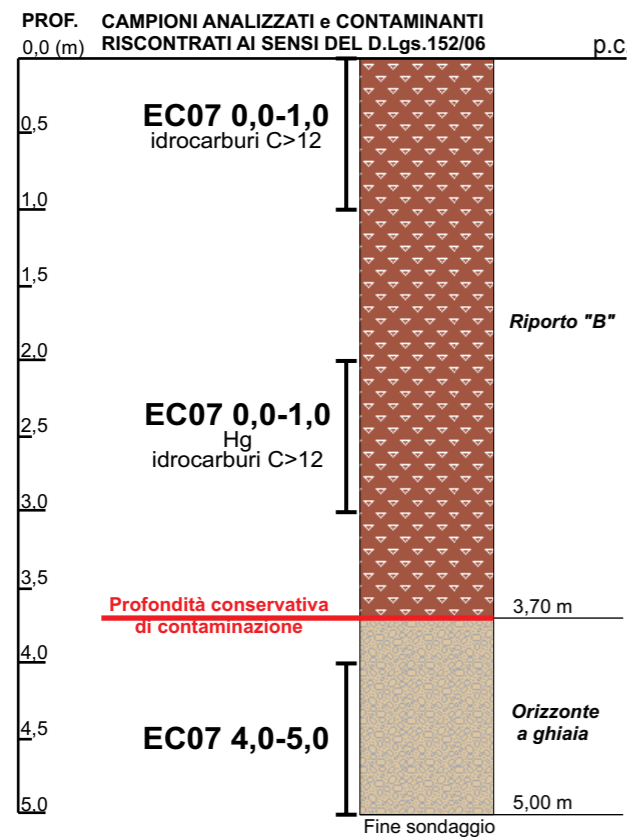 PROF. CAMPIONI ANALIZZATI e CONTAMINANTI
0,0 (m) RISCONTRATI AI SENSI DEL D.Lgs.152/06 p.c.
EC07 0,0-1,0
0,5
idrocarburi C>12
1,0
1,5
Riporto "B"
2,0
EC07 0,0-1,0
2,5
Hg
idrocarburi C>12
3.0
3,5
Profondità conservativa
3,70 m
di contaminazione
4,0
Orizzonte
a ghiaia
4,5
EC07 4,0-5,0
5.0
5,00 m
Fine sondaggio